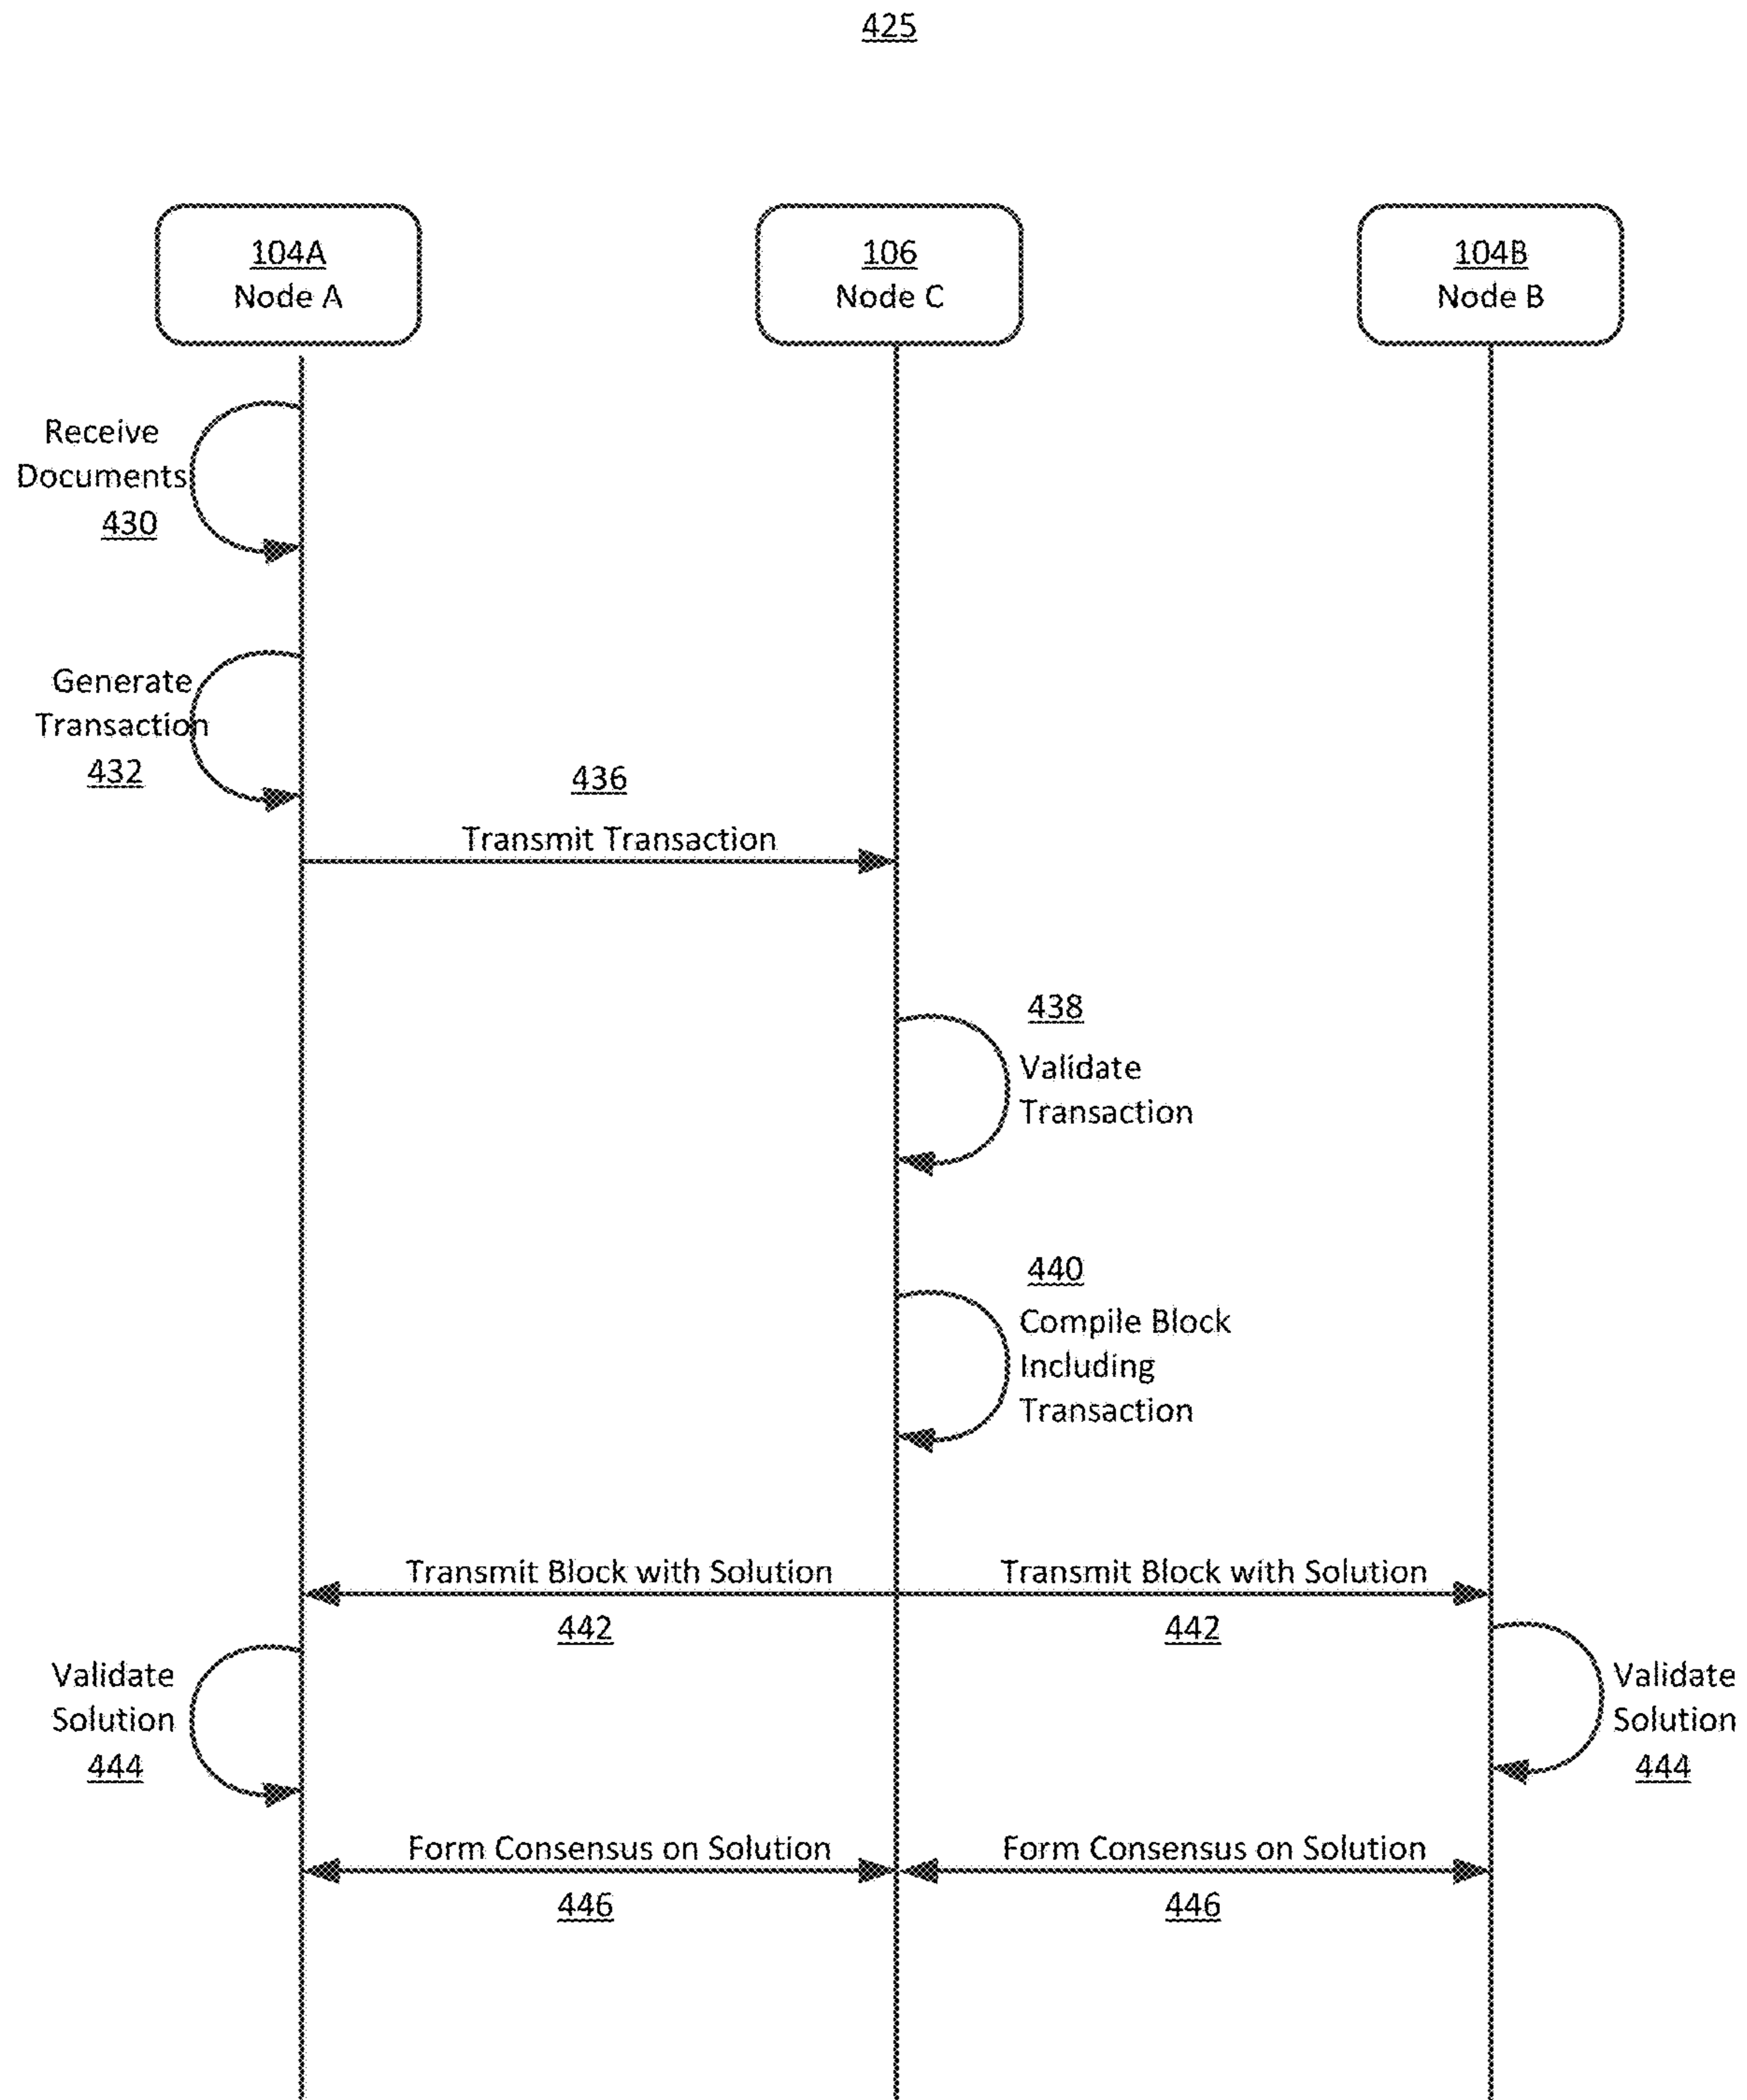 425
104A
Node A
106
Node C
104B
Node B
Receive
Documents
430
Generate
Transaction
432
436
Transmit Transaction
438
Validate
Transaction
440
Compile Block
Including
Transaction
Transmit Block with Solution
442
Transmit Block with Solution
442
Validate
Solution
444
Validate
Solution
444
Form Consensus on Solution
446
Form Consensus on Solution
446